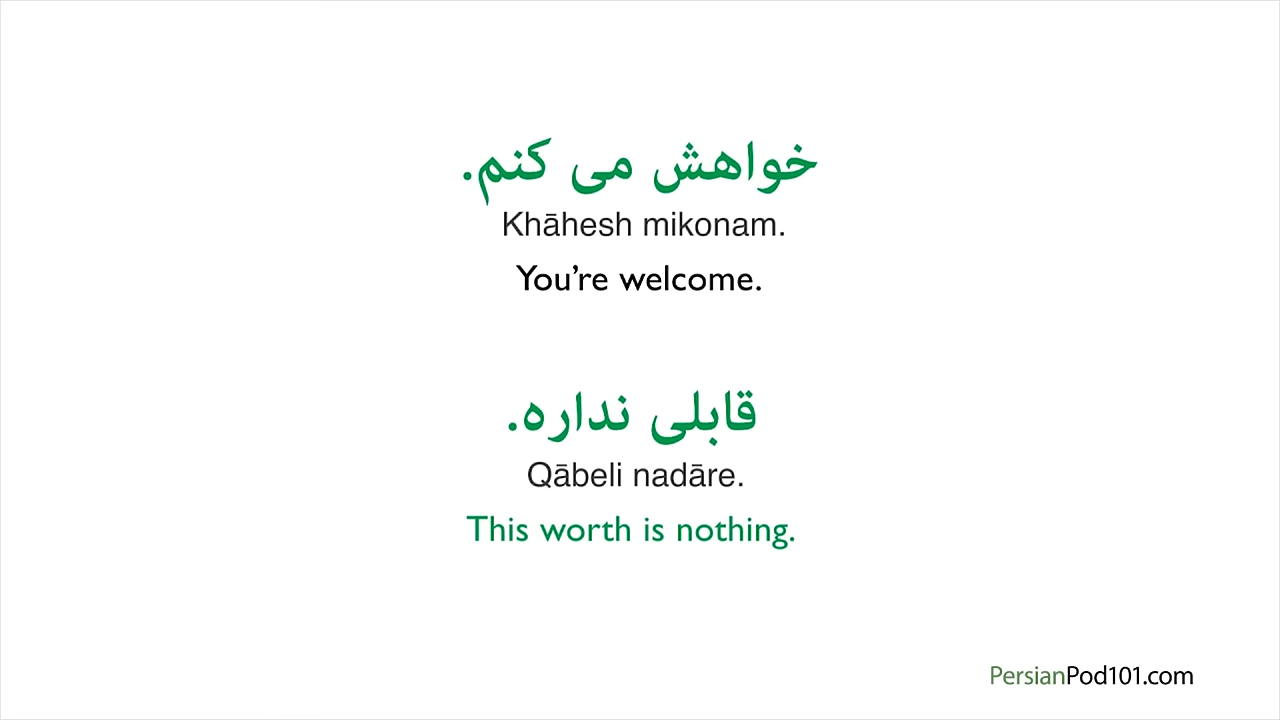 خواهش می کنم.
Khāhesh mikonam.
You’re welcome.
قابلی نداره.
Qābeli nadāre.
This worth is nothing.
PersianPod101.com